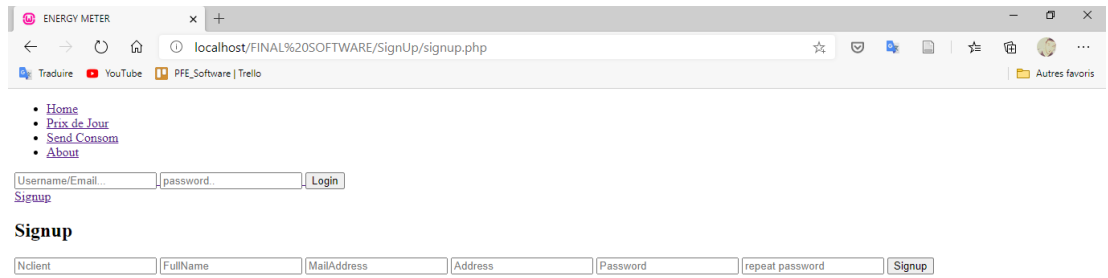 ENERGY METER
localhost/FINAL%20SOFTWARE/SignUp/signup.php
Traduire YouTube PFE_Software | Trello Autres favoris
Home
Prix de Jour
Send Consom
About
Username/Email... password.. Login
Signup
Signup
Nclient FullName MailAddress Address Password repeat password Signup